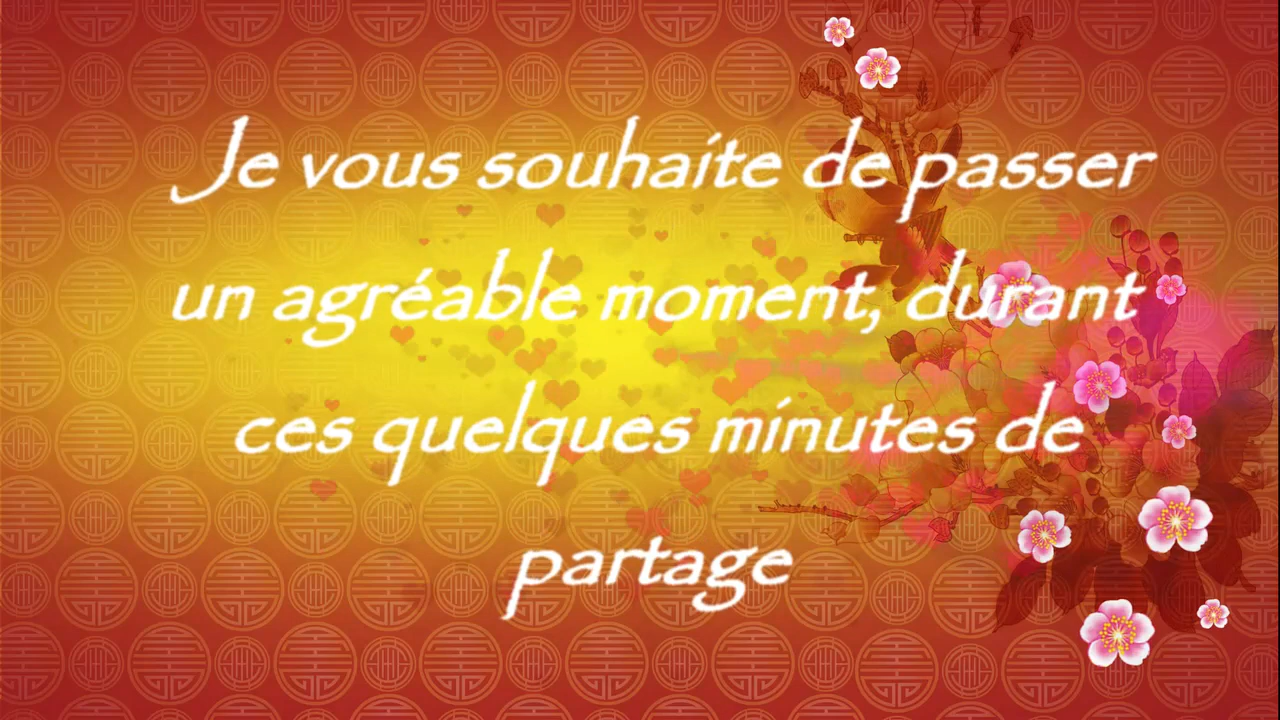 Je vous souhaite de passer
un agréable moment, durant
ces quelques minutes de
partage